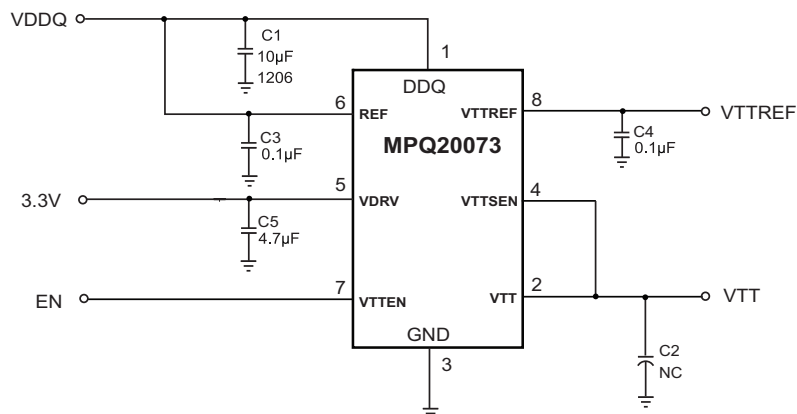 VDDQ
C1
10µF
1206
1
DDQ
6
REF
VTTREF
8
VTTREF
MPQ20073
C3
0.1µF
C4
0.1µF
3.3V
5
VDRV
VTTSEN
4
C5
4.7µF
EN
7
VTTEN
VTT
2
VTT
GND
3
C2
NC